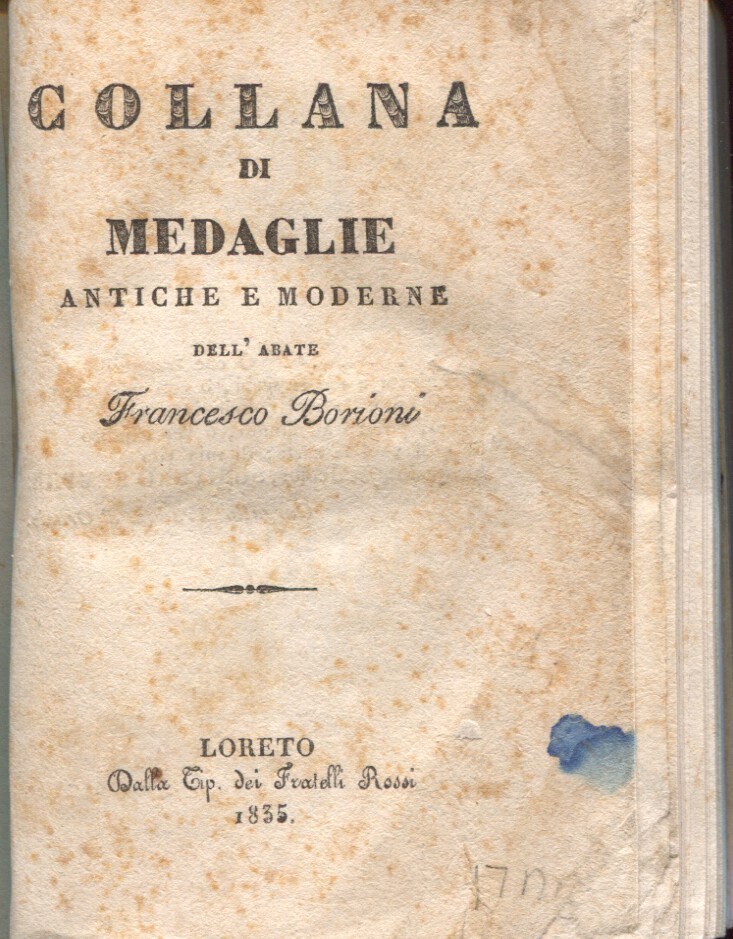 COLLANA
DI
MEDAGLIE
ANTICHE E MODERNE
DELL' ABATE
Francesco Borioni
LORETO
Dalla Tip. dei Fratelli Rossi
1835.